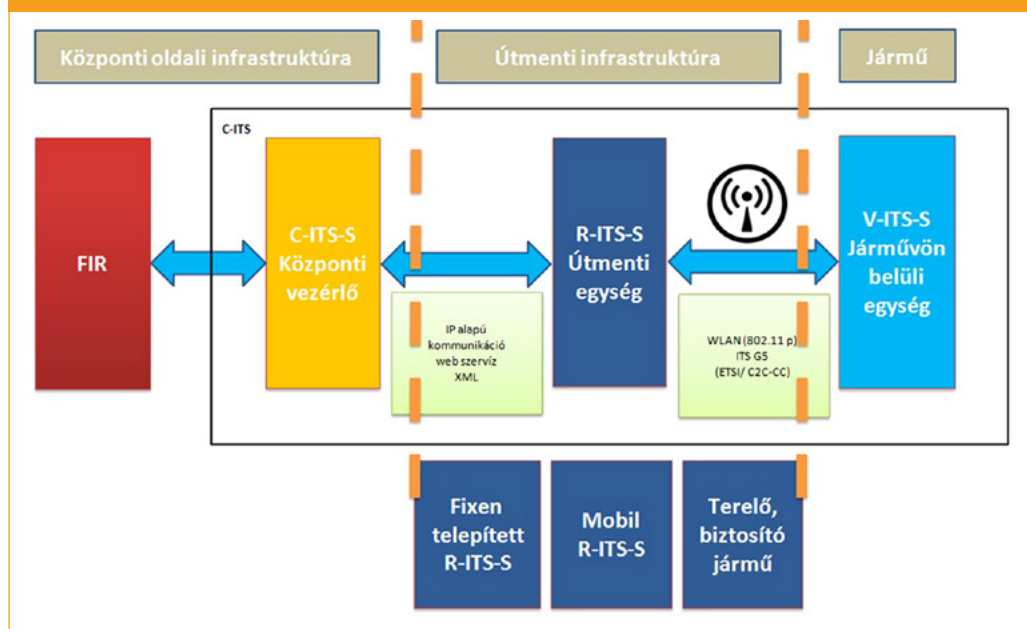 Központi oldali infrastruktúra
Útmenti infrastruktúra
Jármű
C-ITS
FIR
C-ITS-S
Központi
vezérlő
R-ITS-S
Útmenti
egység
V-ITS-S
Járművön
belüli
egység
IP alapú
kommunikáció
web szervíz
XML
WLAN (802.11 p)
ITS G5
(ETSI/ C2C-CC)
Fixen
telepített
R-ITS-S
Mobil
R-ITS-S
Terelő,
biztosító
jármű